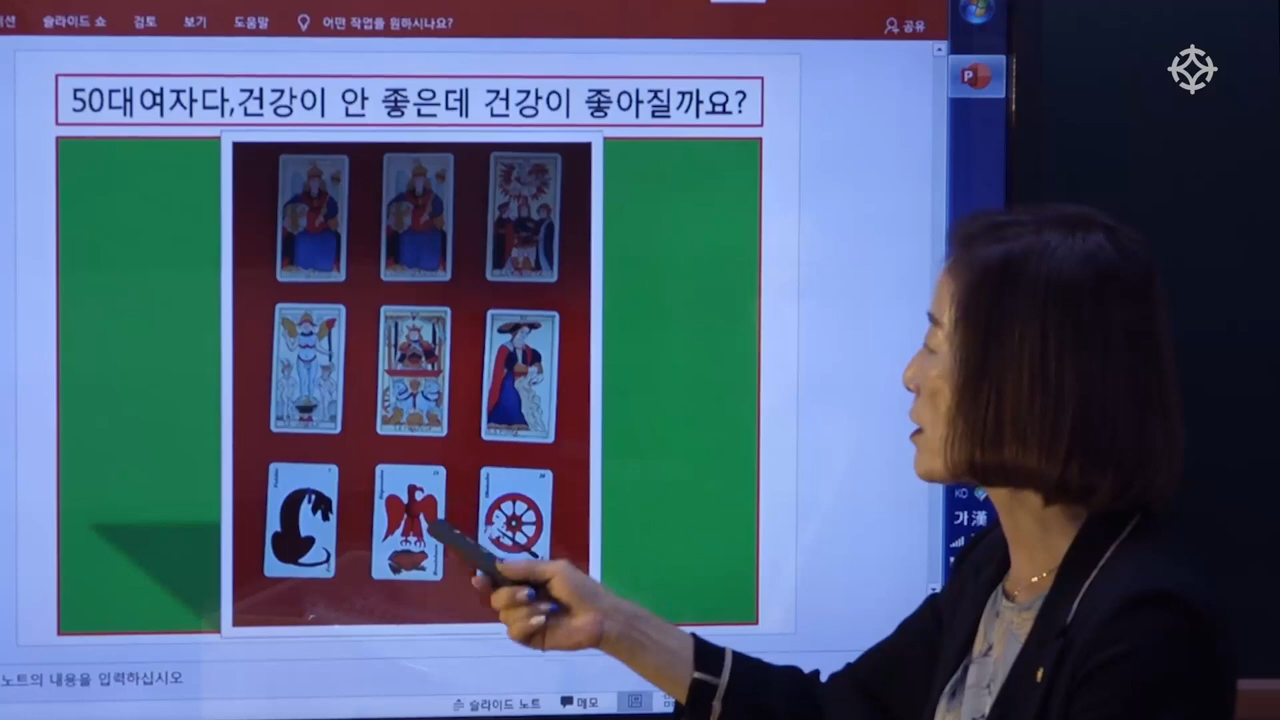 슬라이드 쇼 검토 보기 도움말 어떤 작업을 원하시나요? 공유
P
50대여자다,건강이 안 좋은데 건강이 좋아질까요?
가 漢
노트의 내용을 입력하십시오
슬라이드 노트 메모